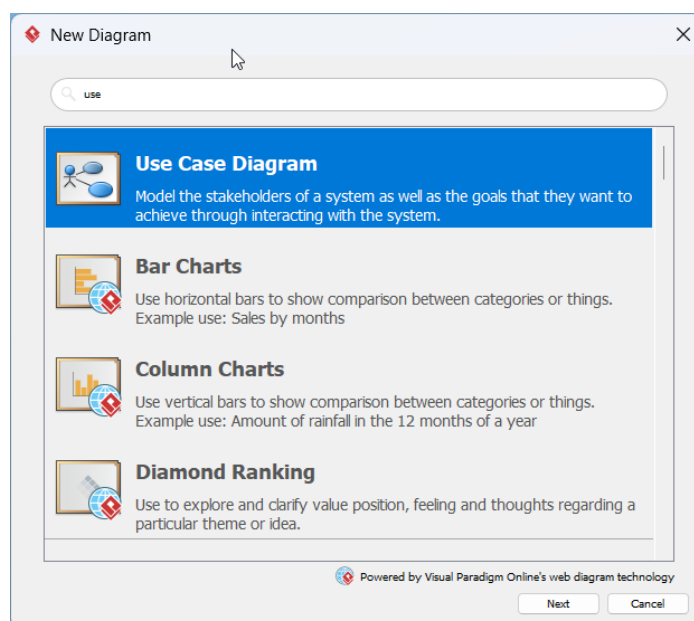 New Diagram
use
Use Case Diagram
Model the stakeholders of a system as well as the goals that they want to
achieve through interacting with the system.
Bar Charts
Use horizontal bars to show comparison between categories or things.
Example use: Sales by months
Column Charts
Use vertical bars to show comparison between categories or things.
Example use: Amount of rainfall in the 12 months of a year
Diamond Ranking
Use to explore and clarify value position, feeling and thoughts regarding a
particular theme or idea.
Powered by Visual Paradigm Online's web diagram technology
Next Cancel